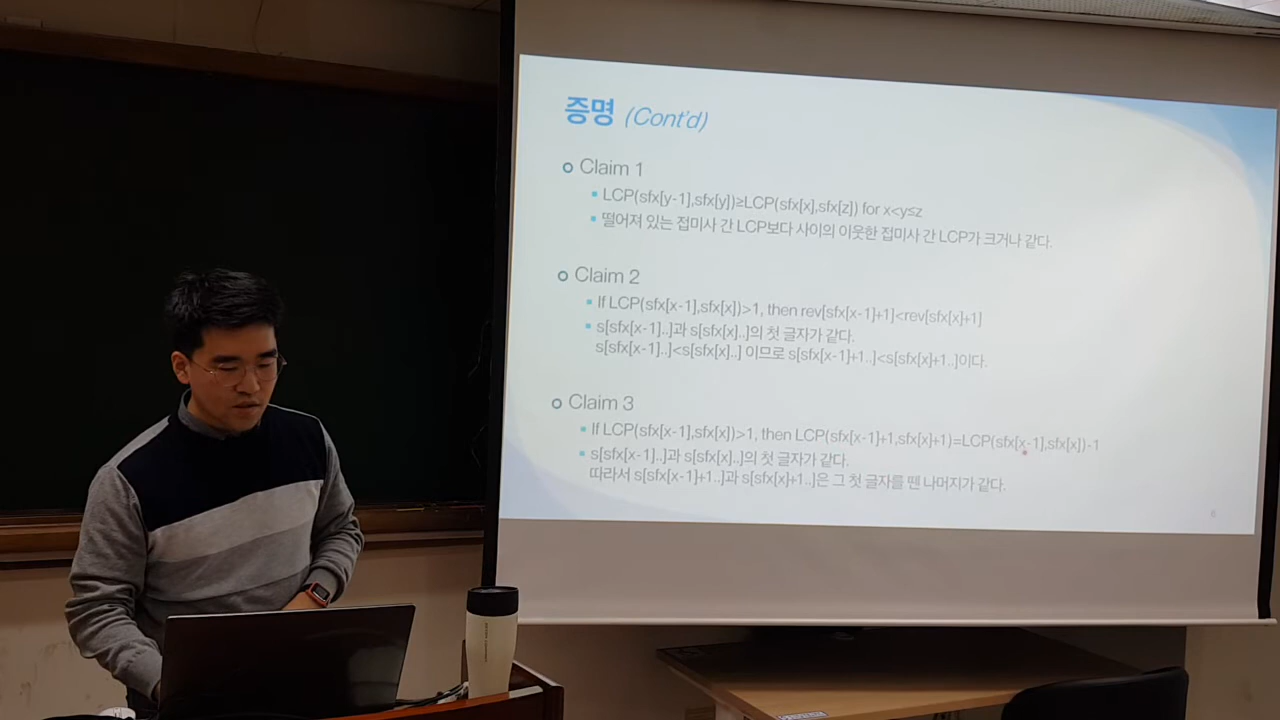 증명 (Cont'd)
Claim 1
LCP(sfx[y-1],sfx[y])≥LCP(sfx[x],sfx[z]) for x<y≤z
떨어져 있는 접미사 간 LCP보다 사이의 이웃한 접미사 간 LCP가 크거나 같다.
Claim 2
If LCP(sfx[x-1],sfx[x])>1, then rev[sfx[x-1]+1]<rev[sfx[x]+1]
s[sfx[x-1]..]과 s[sfx[x]..]의 첫 글자가 같다.
s[sfx[x-1]..]<s[sfx[x]..] 이므로 s[sfx[x-1]+1..]<s[sfx[x]+1..]이다.
Claim 3
If LCP(sfx[x-1],sfx[x])>1, then LCP(sfx[x-1]+1,sfx[x]+1)=LCP(sfx[x-1],sfx[x])-1
s[sfx[x-1]..]과 s[sfx[x]..]의 첫 글자가 같다.
따라서 s[sfx[x-1]+1..]과 s[sfx[x]+1..]은 그 첫 글자를 뗀 나머지가 같다.
6